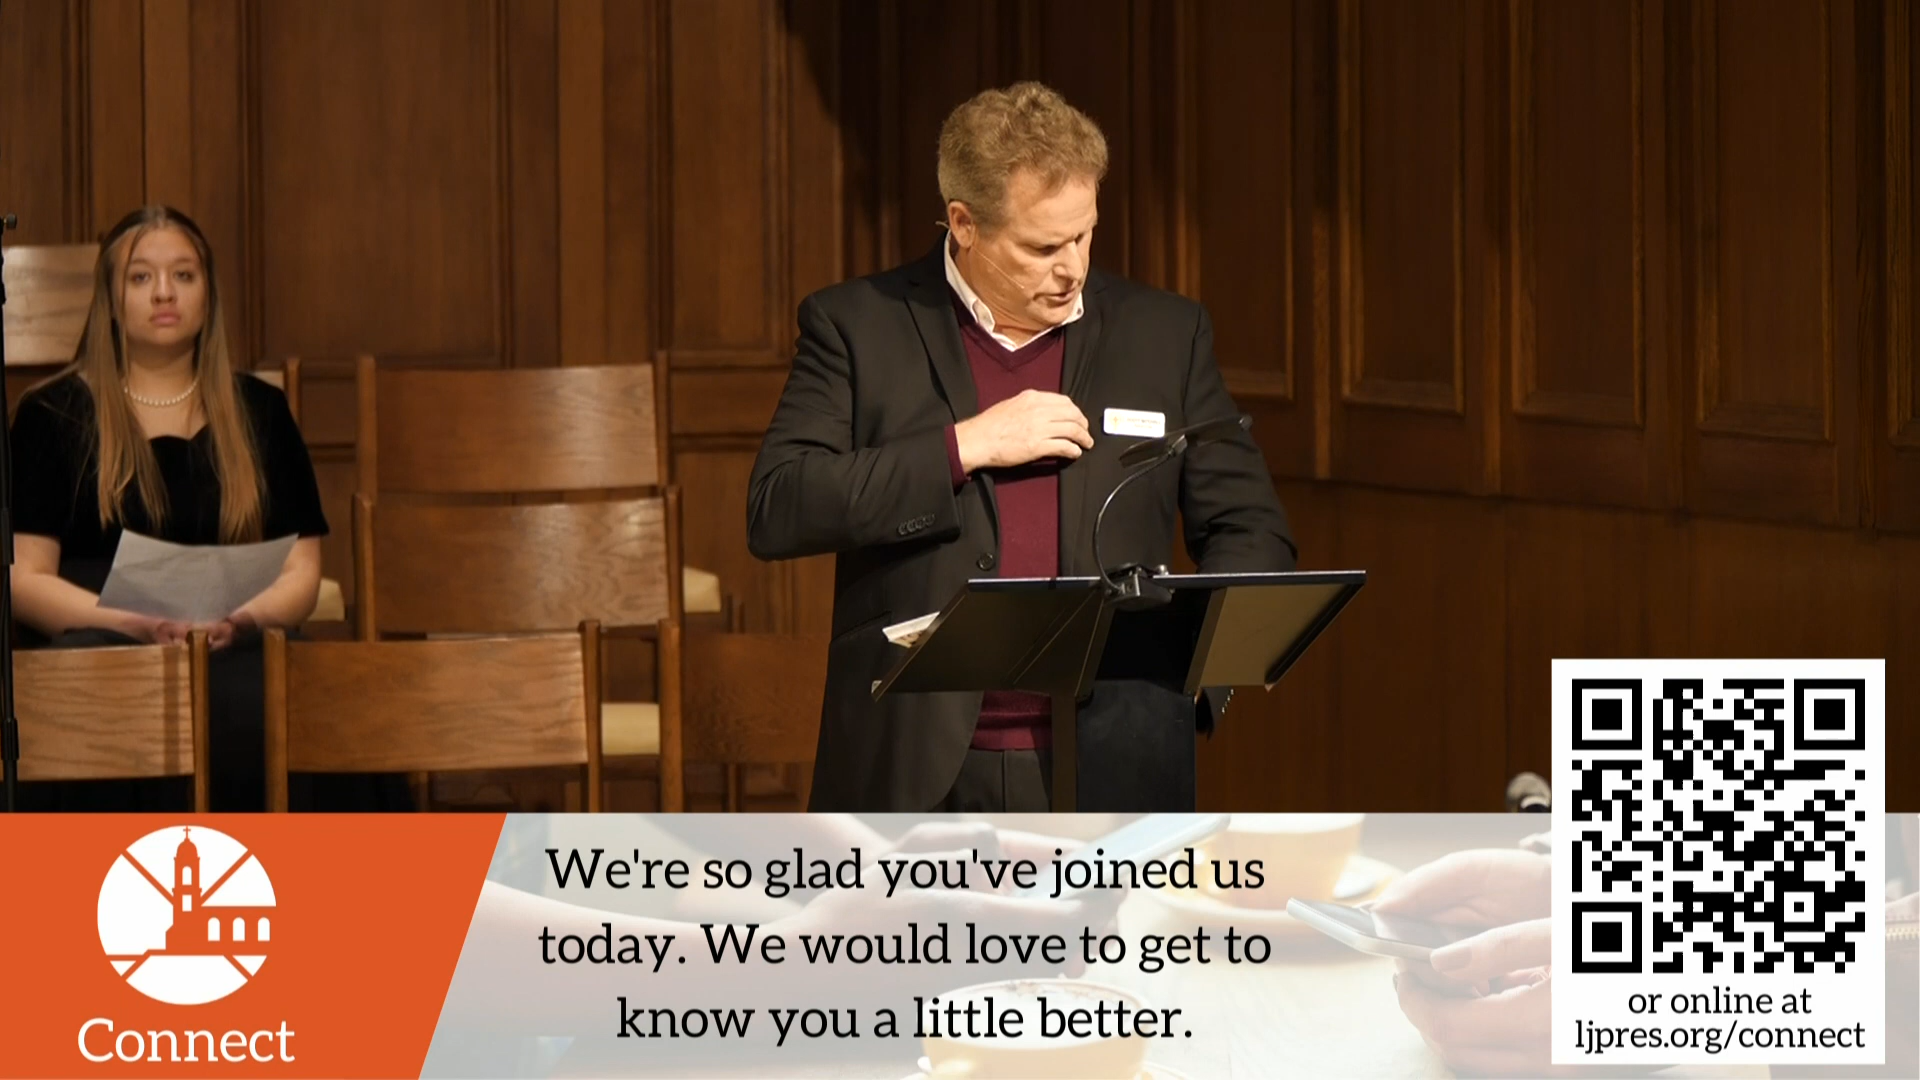 We're so glad you've joined us
today. We would love to get to
know you a little better.
Connect
or online at
ljpres.org/connect